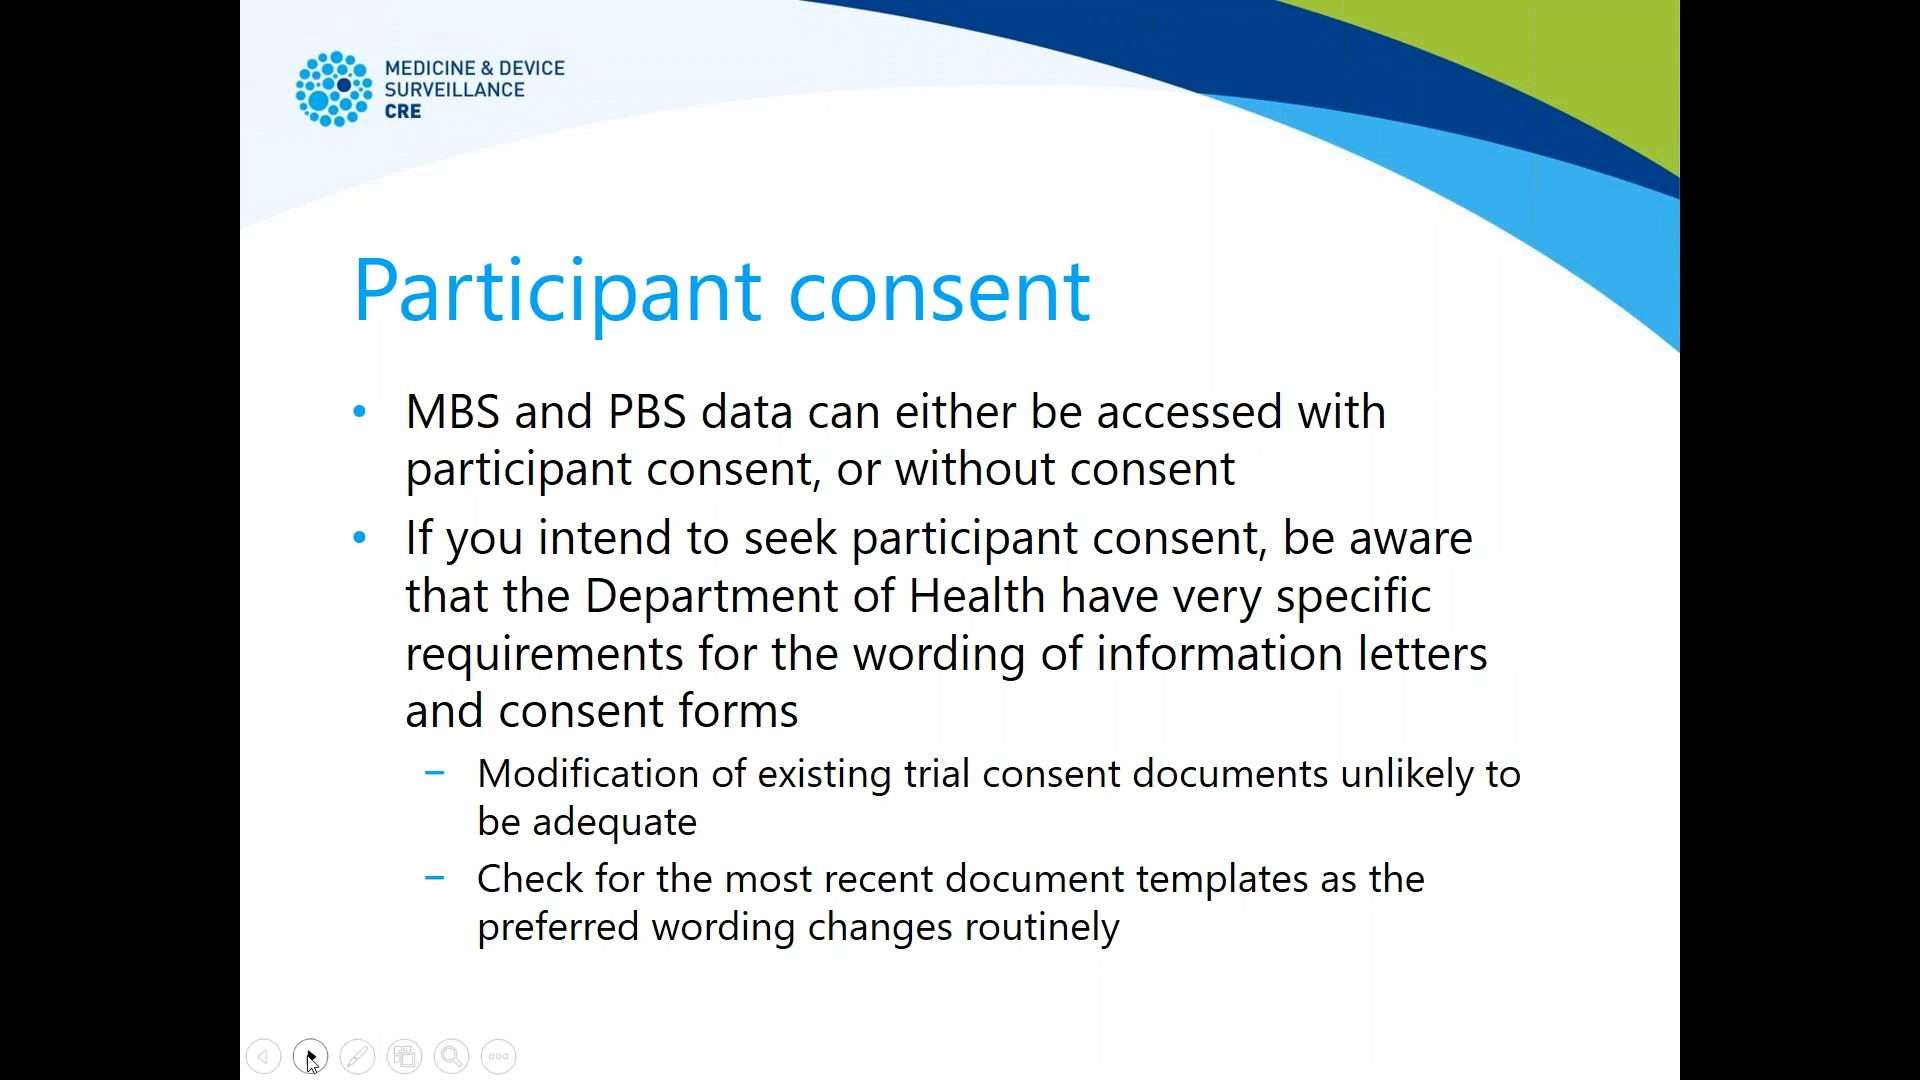 MEDICINE & DEVICE
SURVEILLANCE
CRE
Participant consent
• MBS and PBS data can either be accessed with
participant consent, or without consent
• If you intend to seek participant consent, be aware
that the Department of Health have very specific
requirements for the wording of information letters
and consent forms
– Modification of existing trial consent documents unlikely to
be adequate
– Check for the most recent document templates as the
preferred wording changes routinely